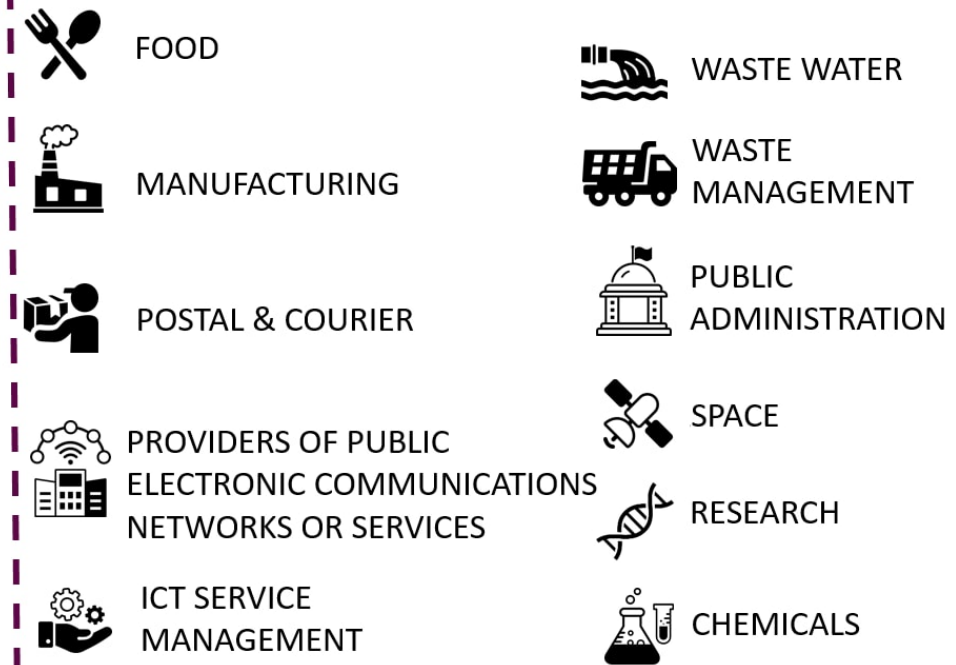 FOOD
MANUFACTURING
POSTAL & COURIER
PROVIDERS OF PUBLIC
ELECTRONIC COMMUNICATIONS
NETWORKS OR SERVICES
ICT SERVICE
MANAGEMENT
WASTE WATER
WASTE
MANAGEMENT
PUBLIC
ADMINISTRATION
SPACE
RESEARCH
CHEMICALS